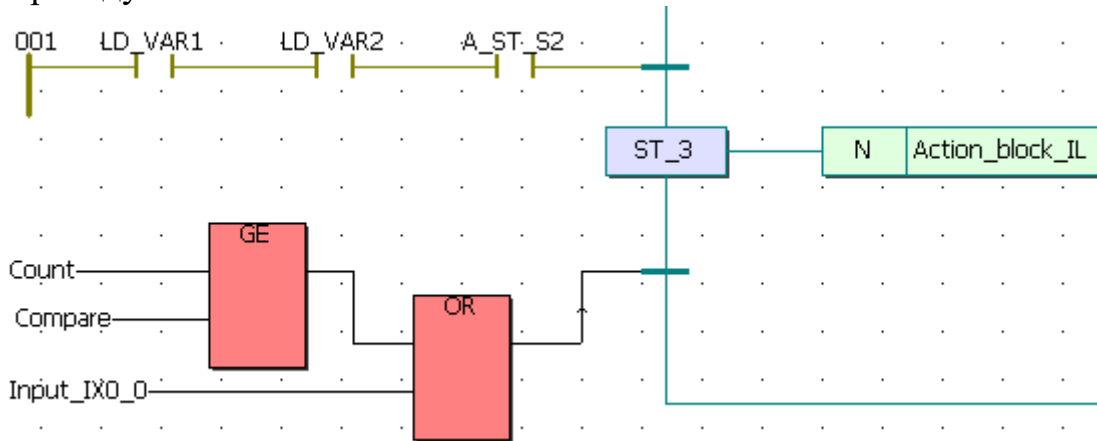 001 LD_VAR1 LD_VAR2 A_ST_S2
ST_3 N Action_block_IL
GE
Count
Compare
OR
Input_IX0_0